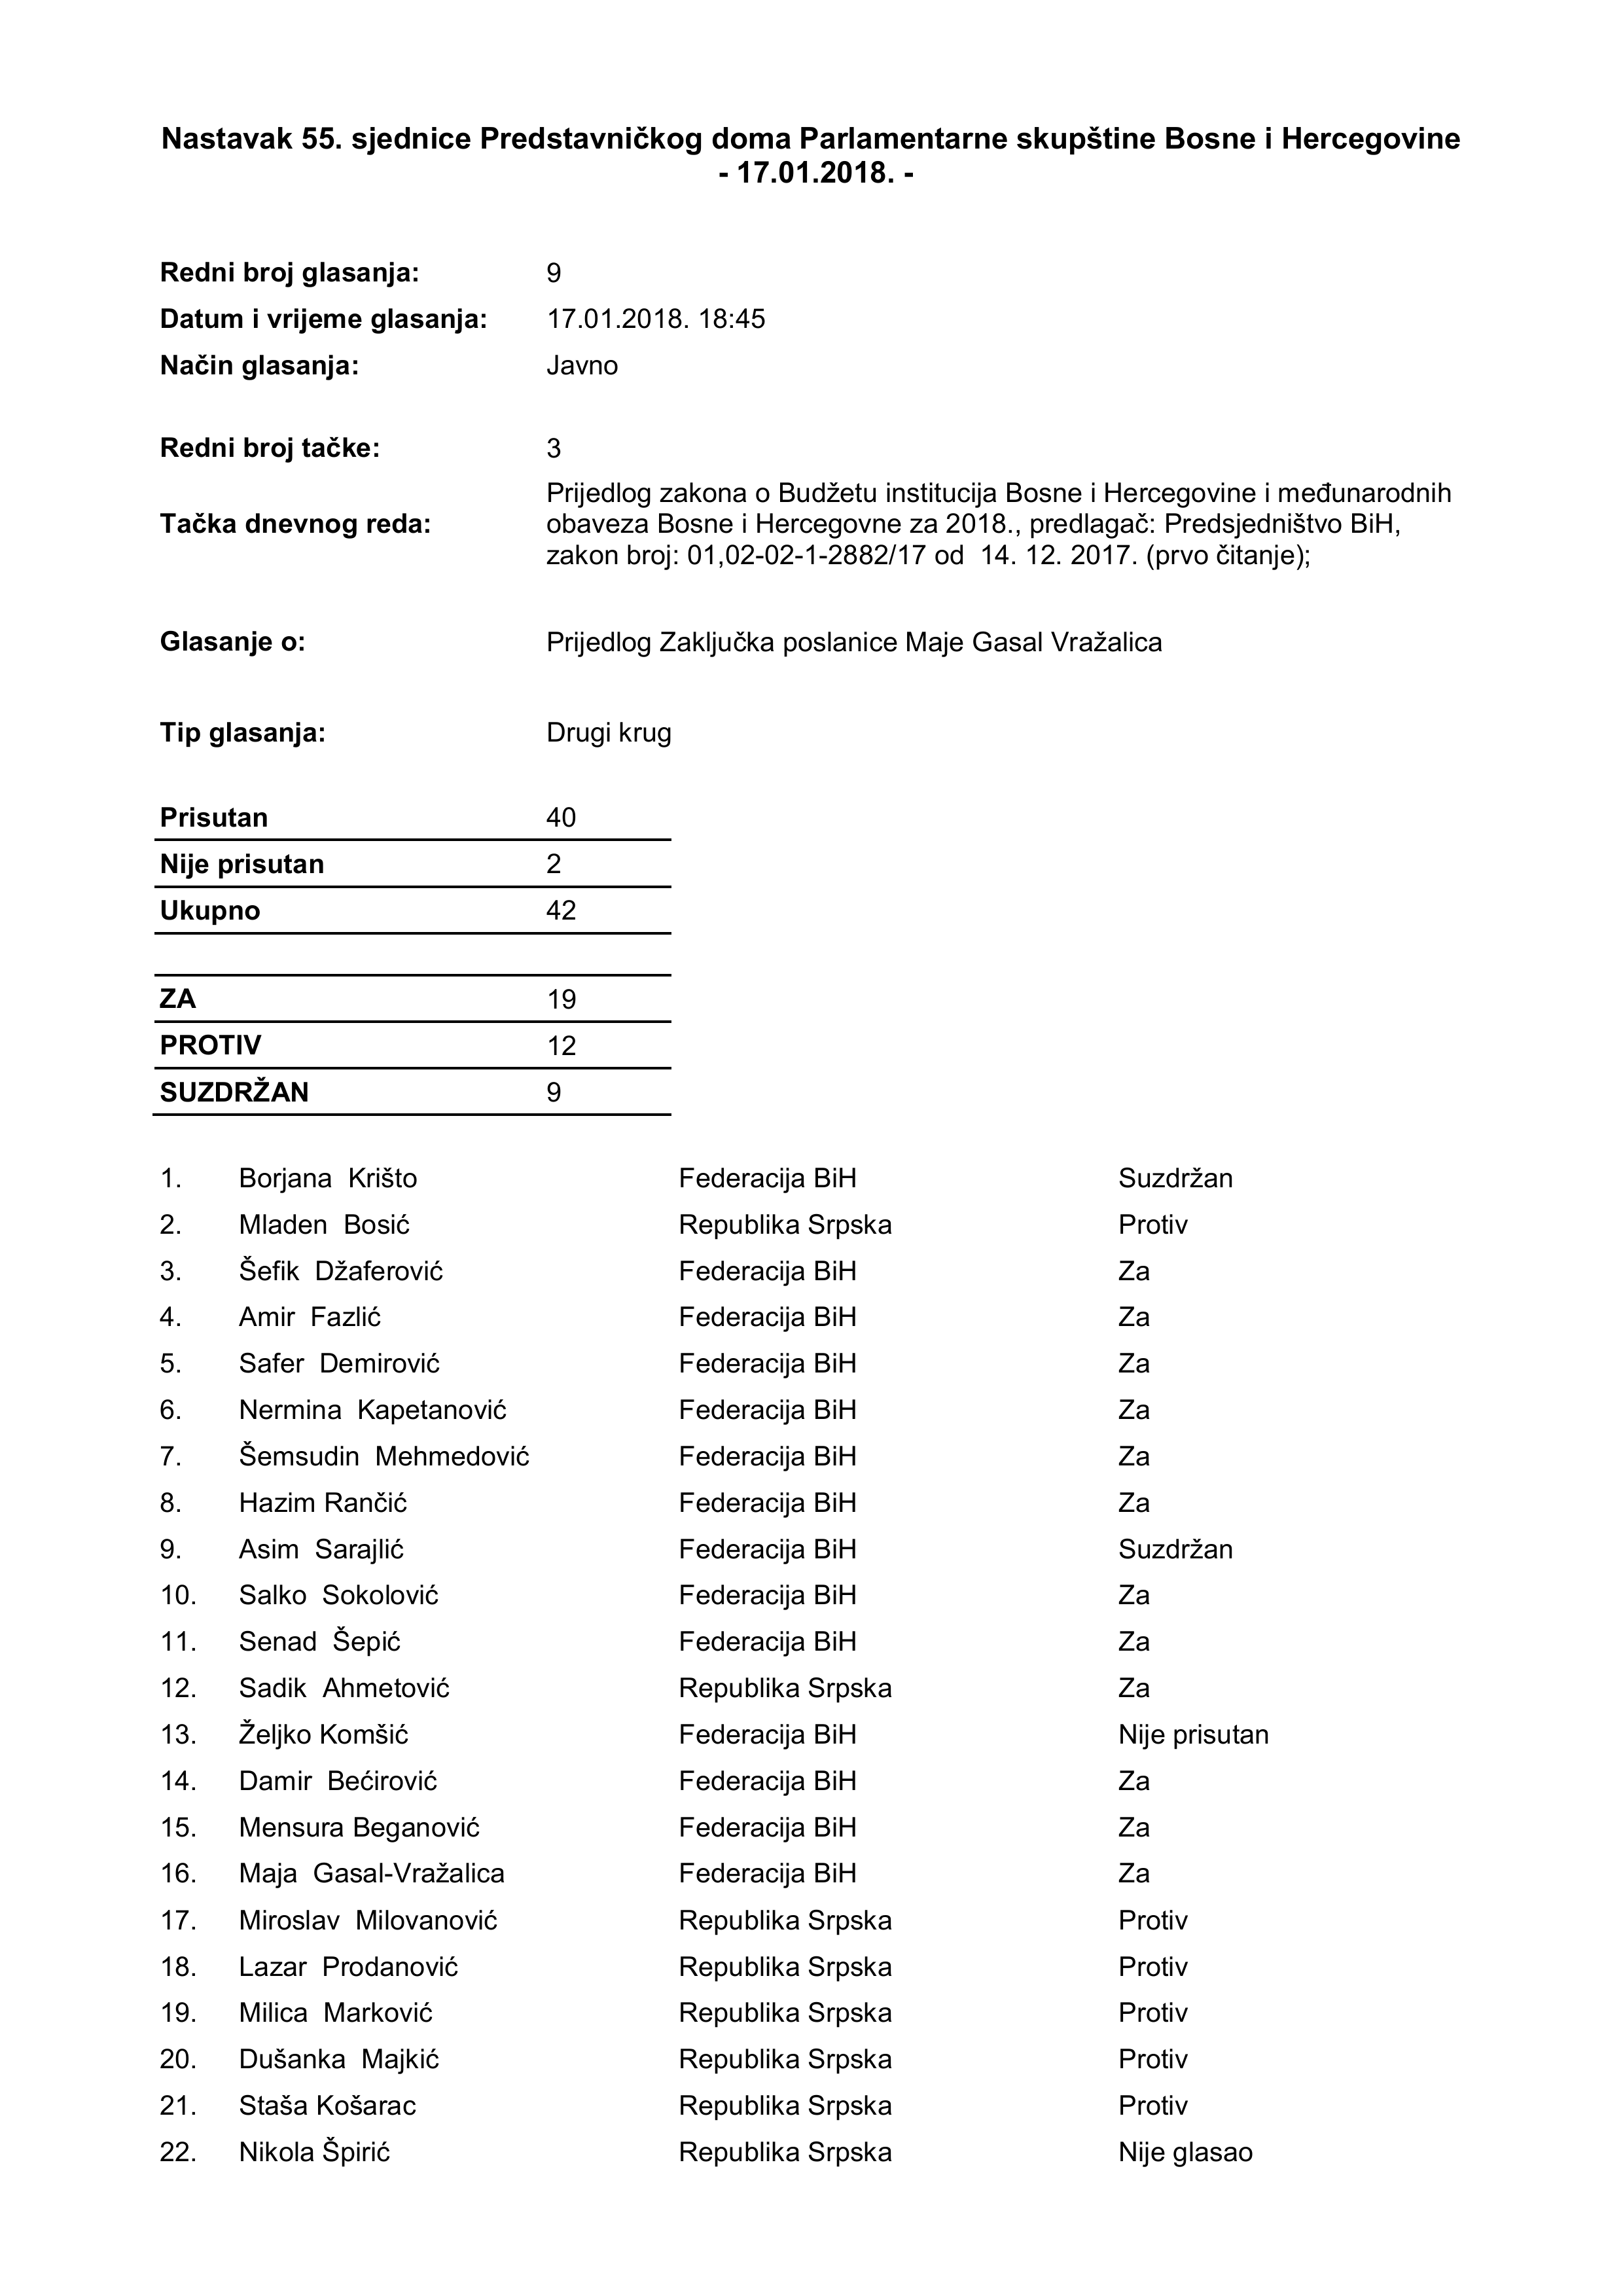 Nastavak 55. sjednice Predstavničkog doma Parlamentarne skupštine Bosne i Hercegovine
- 17.01.2018. -
Redni broj glasanja: 9
Datum i vrijeme glasanja: 17.01.2018. 18:45
Način glasanja: Javno
Redni broj tačke: 3
Tačka dnevnog reda: Prijedlog zakona o Budžetu institucija Bosne i Hercegovine i međunarodnih
obaveza Bosne i Hercegovne za 2018., predlagač: Predsjedništvo BiH,
zakon broj: 01,02-02-1-2882/17 od  14. 12. 2017. (prvo čitanje);
Glasanje o: Prijedlog Zaključka poslanice Maje Gasal Vražalica
Tip glasanja: Drugi krug
Prisutan 40
Nije prisutan 2
Ukupno 42
ZA 19
PROTIV 12
SUZDRŽAN 9
1. Borjana  Krišto Federacija BiH Suzdržan
2. Mladen  Bosić Republika Srpska Protiv
3. Šefik  Džaferović Federacija BiH Za
4. Amir  Fazlić Federacija BiH Za
5. Safer  Demirović Federacija BiH Za
6. Nermina  Kapetanović Federacija BiH Za
7. Šemsudin  Mehmedović Federacija BiH Za
8. Hazim Rančić Federacija BiH Za
9. Asim  Sarajlić Federacija BiH Suzdržan
10. Salko  Sokolović Federacija BiH Za
11. Senad  Šepić Federacija BiH Za
12. Sadik  Ahmetović Republika Srpska Za
13. Željko Komšić Federacija BiH Nije prisutan
14. Damir  Bećirović Federacija BiH Za
15. Mensura Beganović Federacija BiH Za
16. Maja  Gasal-Vražalica Federacija BiH Za
17. Miroslav  Milovanović Republika Srpska Protiv
18. Lazar  Prodanović Republika Srpska Protiv
19. Milica  Marković Republika Srpska Protiv
20. Dušanka  Majkić Republika Srpska Protiv
21. Staša Košarac Republika Srpska Protiv
22. Nikola Špirić Republika Srpska Nije glasao